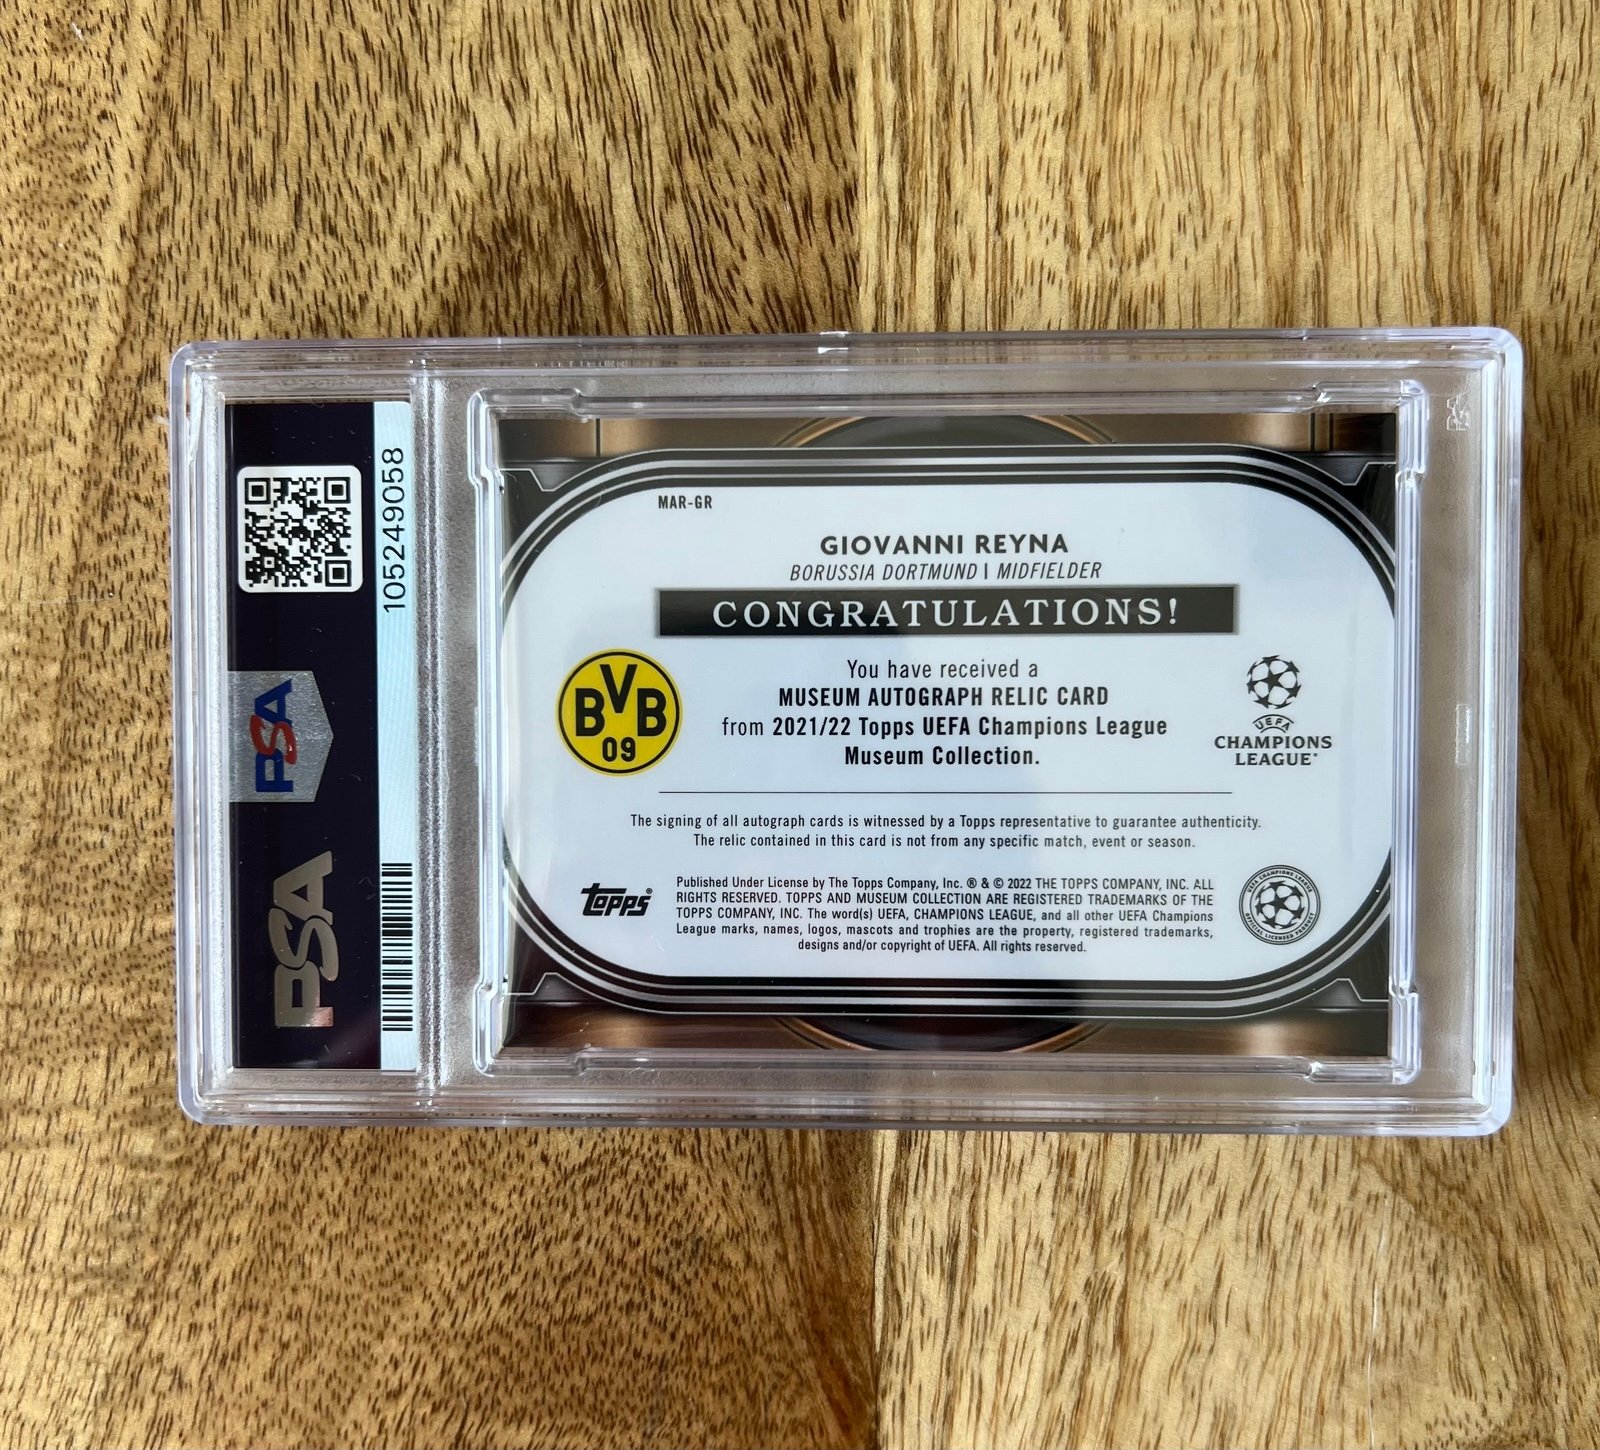 105249058
PSA
PSA
MAR-GR
GIOVANNI REYNA
BORUSSIA DORTMUND | MIDFIELDER
CONGRATULATIONS!
BVB
09
You have received a
MUSEUM AUTOGRAPH RELIC CARD
from 2021/22 Topps UEFA Champions League
Museum Collection.
UEFA
CHAMPIONS
LEAGUE
The signing of all autograph cards is witnessed by a Topps representative to guarantee authenticity.
The relic contained in this card is not from any specific match, event or season.
topps®
Published Under License by The Topps Company, Inc. ® & © 2022 THE TOPPS COMPANY, INC. ALL
RIGHTS RESERVED. TOPPS AND MUSEUM COLLECTION ARE REGISTERED TRADEMARKS OF THE
TOPPS COMPANY, INC. The word(s) UEFA, CHAMPIONS LEAGUE, and all other UEFA Champions
League marks, names, logos, mascots and trophies are the property, registered trademarks,
designs and/or copyright of UEFA. All rights reserved.
UEFA CHAMPIONS LEAGUE
OFFICIAL LICENSED PRODUCT